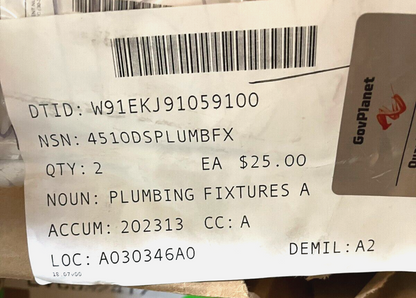 DTID: W91EKJ91059100
NSN: 4510DSPLUMBFX
QTY: 2 EA $25.00
NOUN: PLUMBING FIXTURES A
ACCUM: 202313 CC: A
LOC: A030346A0 DEMIL: A2
GovPlanet